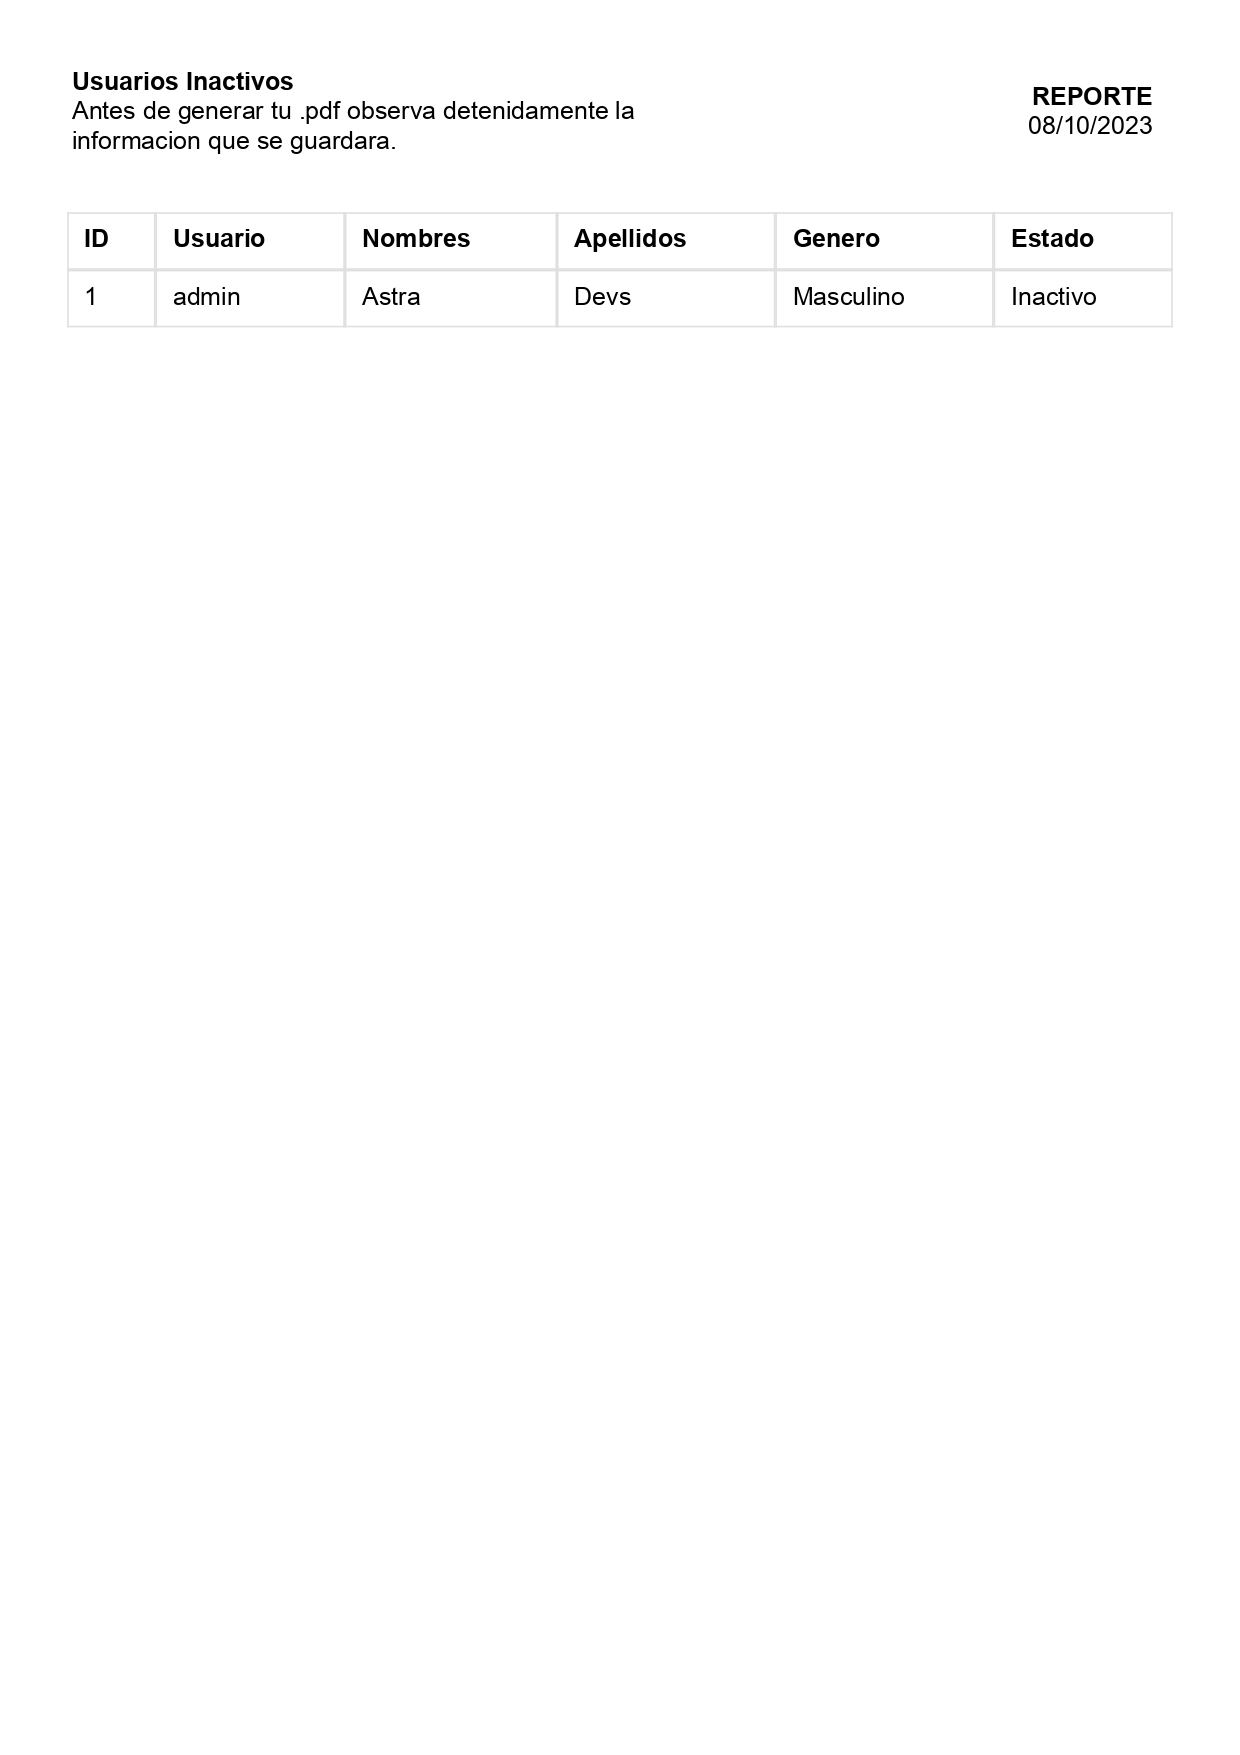 Usuarios Inactivos
Antes de generar tu .pdf observa detenidamente la
informacion que se guardara.
REPORTE
08/10/2023
ID Usuario Nombres Apellidos Genero Estado
1 admin Astra Devs Masculino Inactivo